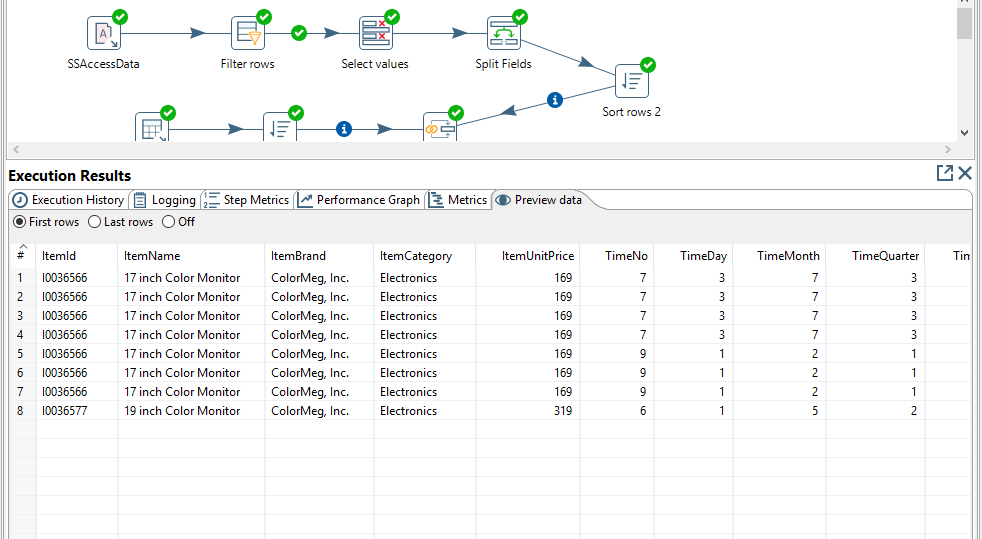 SSAccessData Filter rows Select values Split Fields
Sort rows 2
Execution Results
Execution History Logging Step Metrics Performance Graph Metrics Preview data
First rows Last rows Off
# ItemId ItemName ItemBrand ItemCategory ItemUnitPrice TimeNo TimeDay TimeMonth TimeQuarter Tim
1 I0036566 17 inch Color Monitor ColorMeg, Inc. Electronics 169 7 3 7 3
2 I0036566 17 inch Color Monitor ColorMeg, Inc. Electronics 169 7 3 7 3
3 I0036566 17 inch Color Monitor ColorMeg, Inc. Electronics 169 7 3 7 3
4 I0036566 17 inch Color Monitor ColorMeg, Inc. Electronics 169 7 3 7 3
5 I0036566 17 inch Color Monitor ColorMeg, Inc. Electronics 169 9 1 2 1
6 I0036566 17 inch Color Monitor ColorMeg, Inc. Electronics 169 9 1 2 1
7 I0036566 17 inch Color Monitor ColorMeg, Inc. Electronics 169 9 1 2 1
8 I0036577 19 inch Color Monitor ColorMeg, Inc. Electronics 319 6 1 5 2